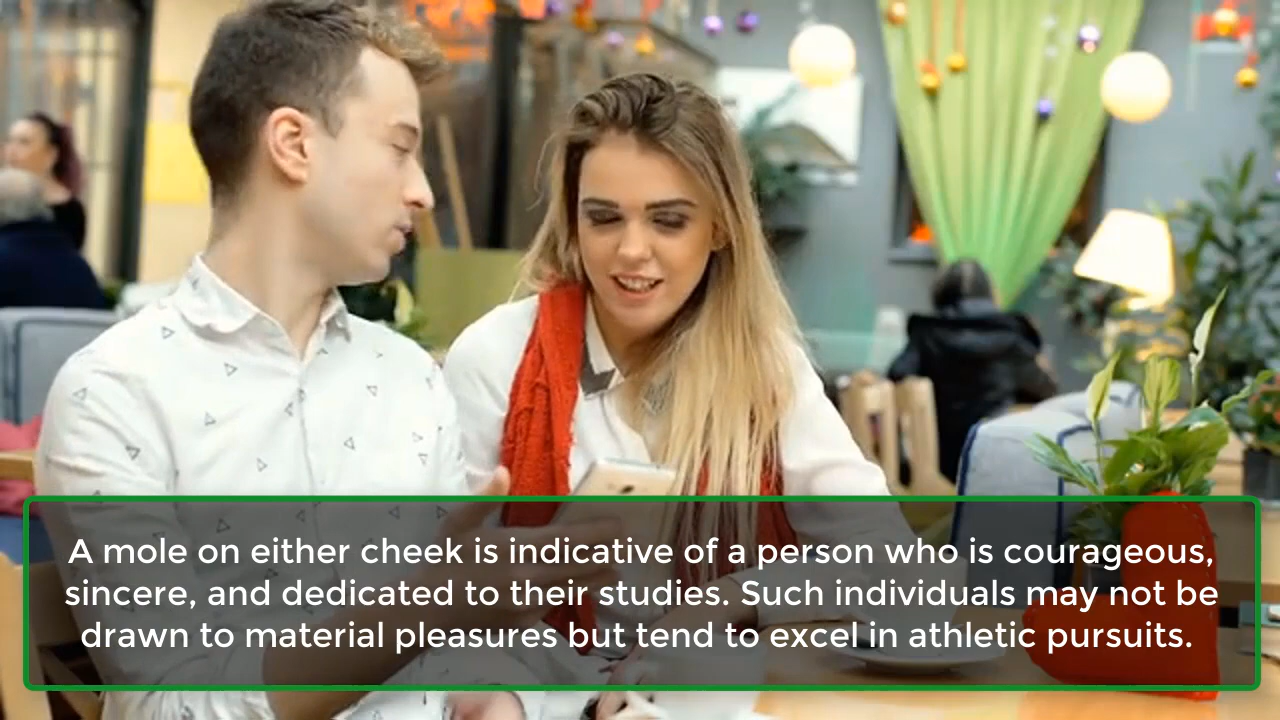 A mole on either cheek is indicative of a person who is courageous,
sincere, and dedicated to their studies. Such individuals may not be
drawn to material pleasures but tend to excel in athletic pursuits.